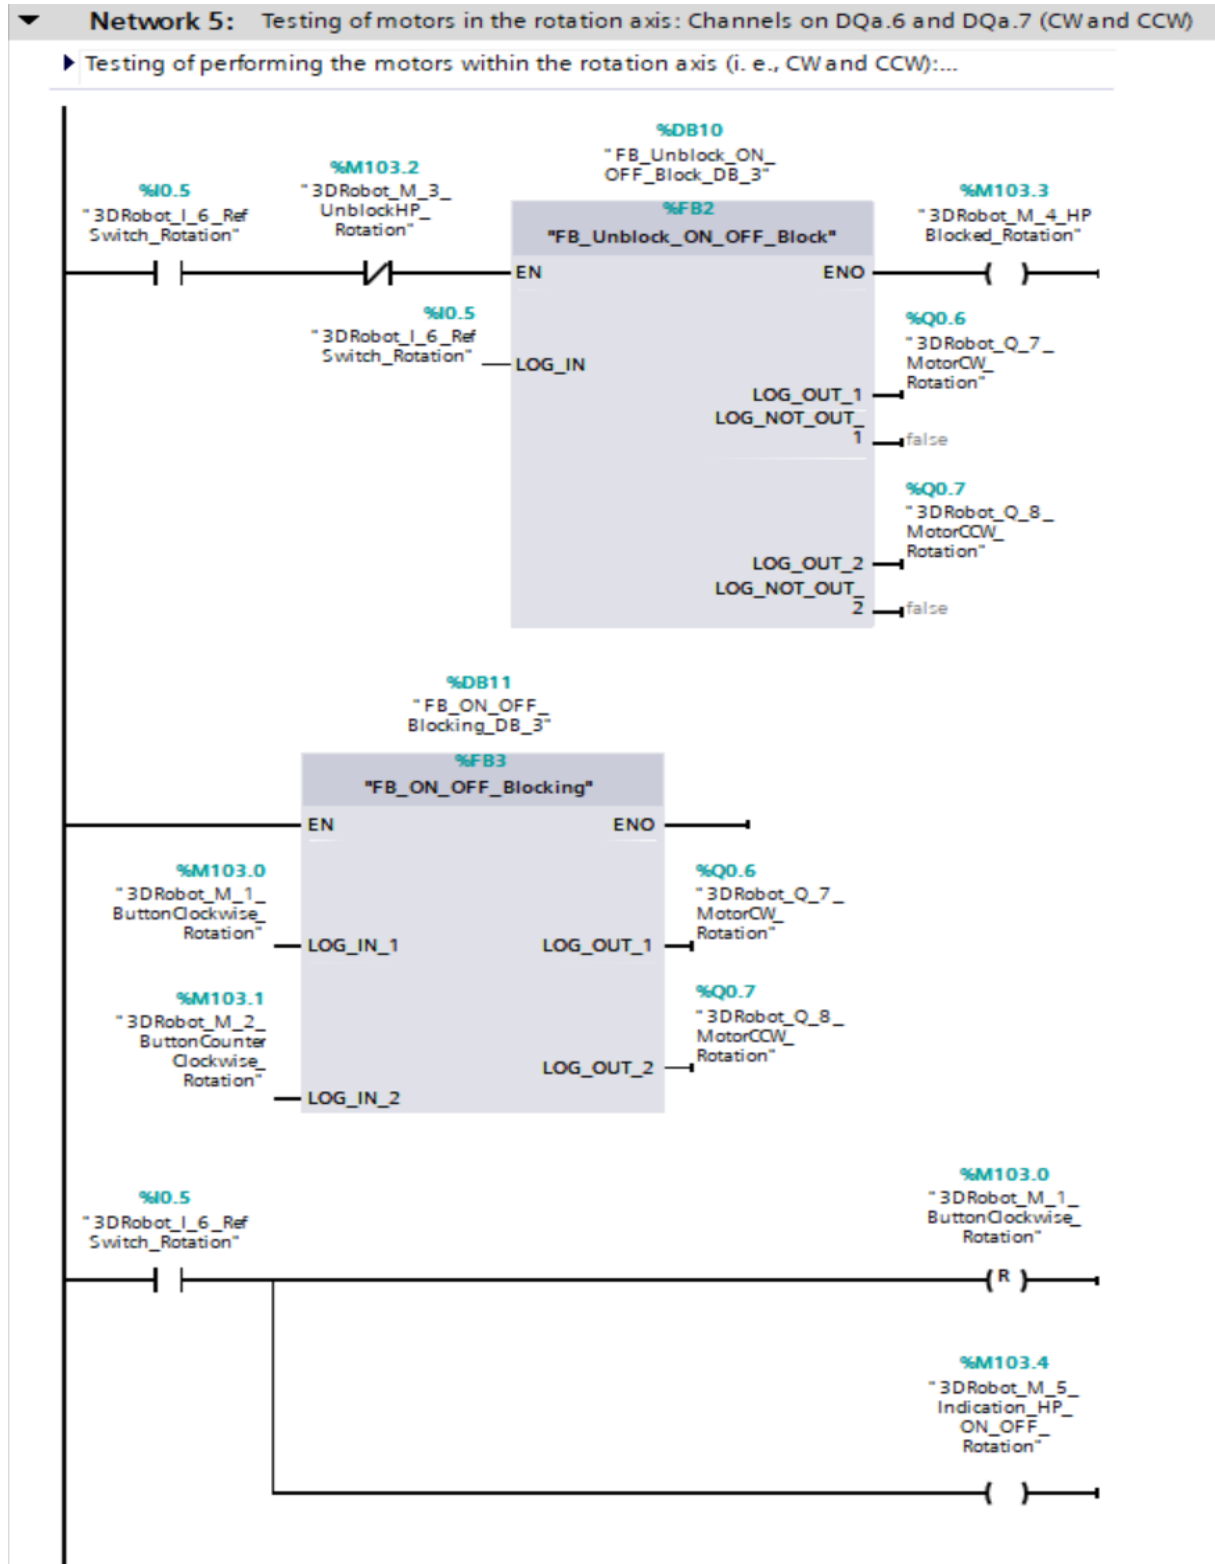 Network 5: Testing of motors in the rotation axis: Channels on DQa.6 and DQa.7 (CW and CCW)
Testing of performing the motors within the rotation axis (i. e., CW and CCW):...
%DB10
"FB_Unblock_ON_
OFF_Block_DB_3"
%I0.5
"3DRobot_I_6_Ref
Switch_Rotation"
%M103.2
"3DRobot_M_3_
UnblockHP_
Rotation"
%FB2
"FB_Unblock_ON_OFF_Block"
%M103.3
"3DRobot_M_4_HP
Blocked_Rotation"
EN
ENO
%I0.5
"3DRobot_I_6_Ref
Switch_Rotation"
LOG_IN
%Q0.6
"3DRobot_Q_7_
MotorCW_
Rotation"
LOG_OUT_1
LOG_NOT_OUT_
1
false
%Q0.7
"3DRobot_Q_8_
MotorCCW_
Rotation"
LOG_OUT_2
LOG_NOT_OUT_
2
false
%DB11
"FB_ON_OFF_
Blocking_DB_3"
%FB3
"FB_ON_OFF_Blocking"
EN
ENO
%M103.0
"3DRobot_M_1_
ButtonClockwise_
Rotation"
LOG_IN_1
%Q0.6
"3DRobot_Q_7_
MotorCW_
Rotation"
LOG_OUT_1
%M103.1
"3DRobot_M_2_
ButtonCounter
Clockwise_
Rotation"
LOG_IN_2
%Q0.7
"3DRobot_Q_8_
MotorCCW_
Rotation"
LOG_OUT_2
%I0.5
"3DRobot_I_6_Ref
Switch_Rotation"
%M103.0
"3DRobot_M_1_
ButtonClockwise_
Rotation"
R
%M103.4
"3DRobot_M_5_
Indication_HP_
ON_OFF_
Rotation"